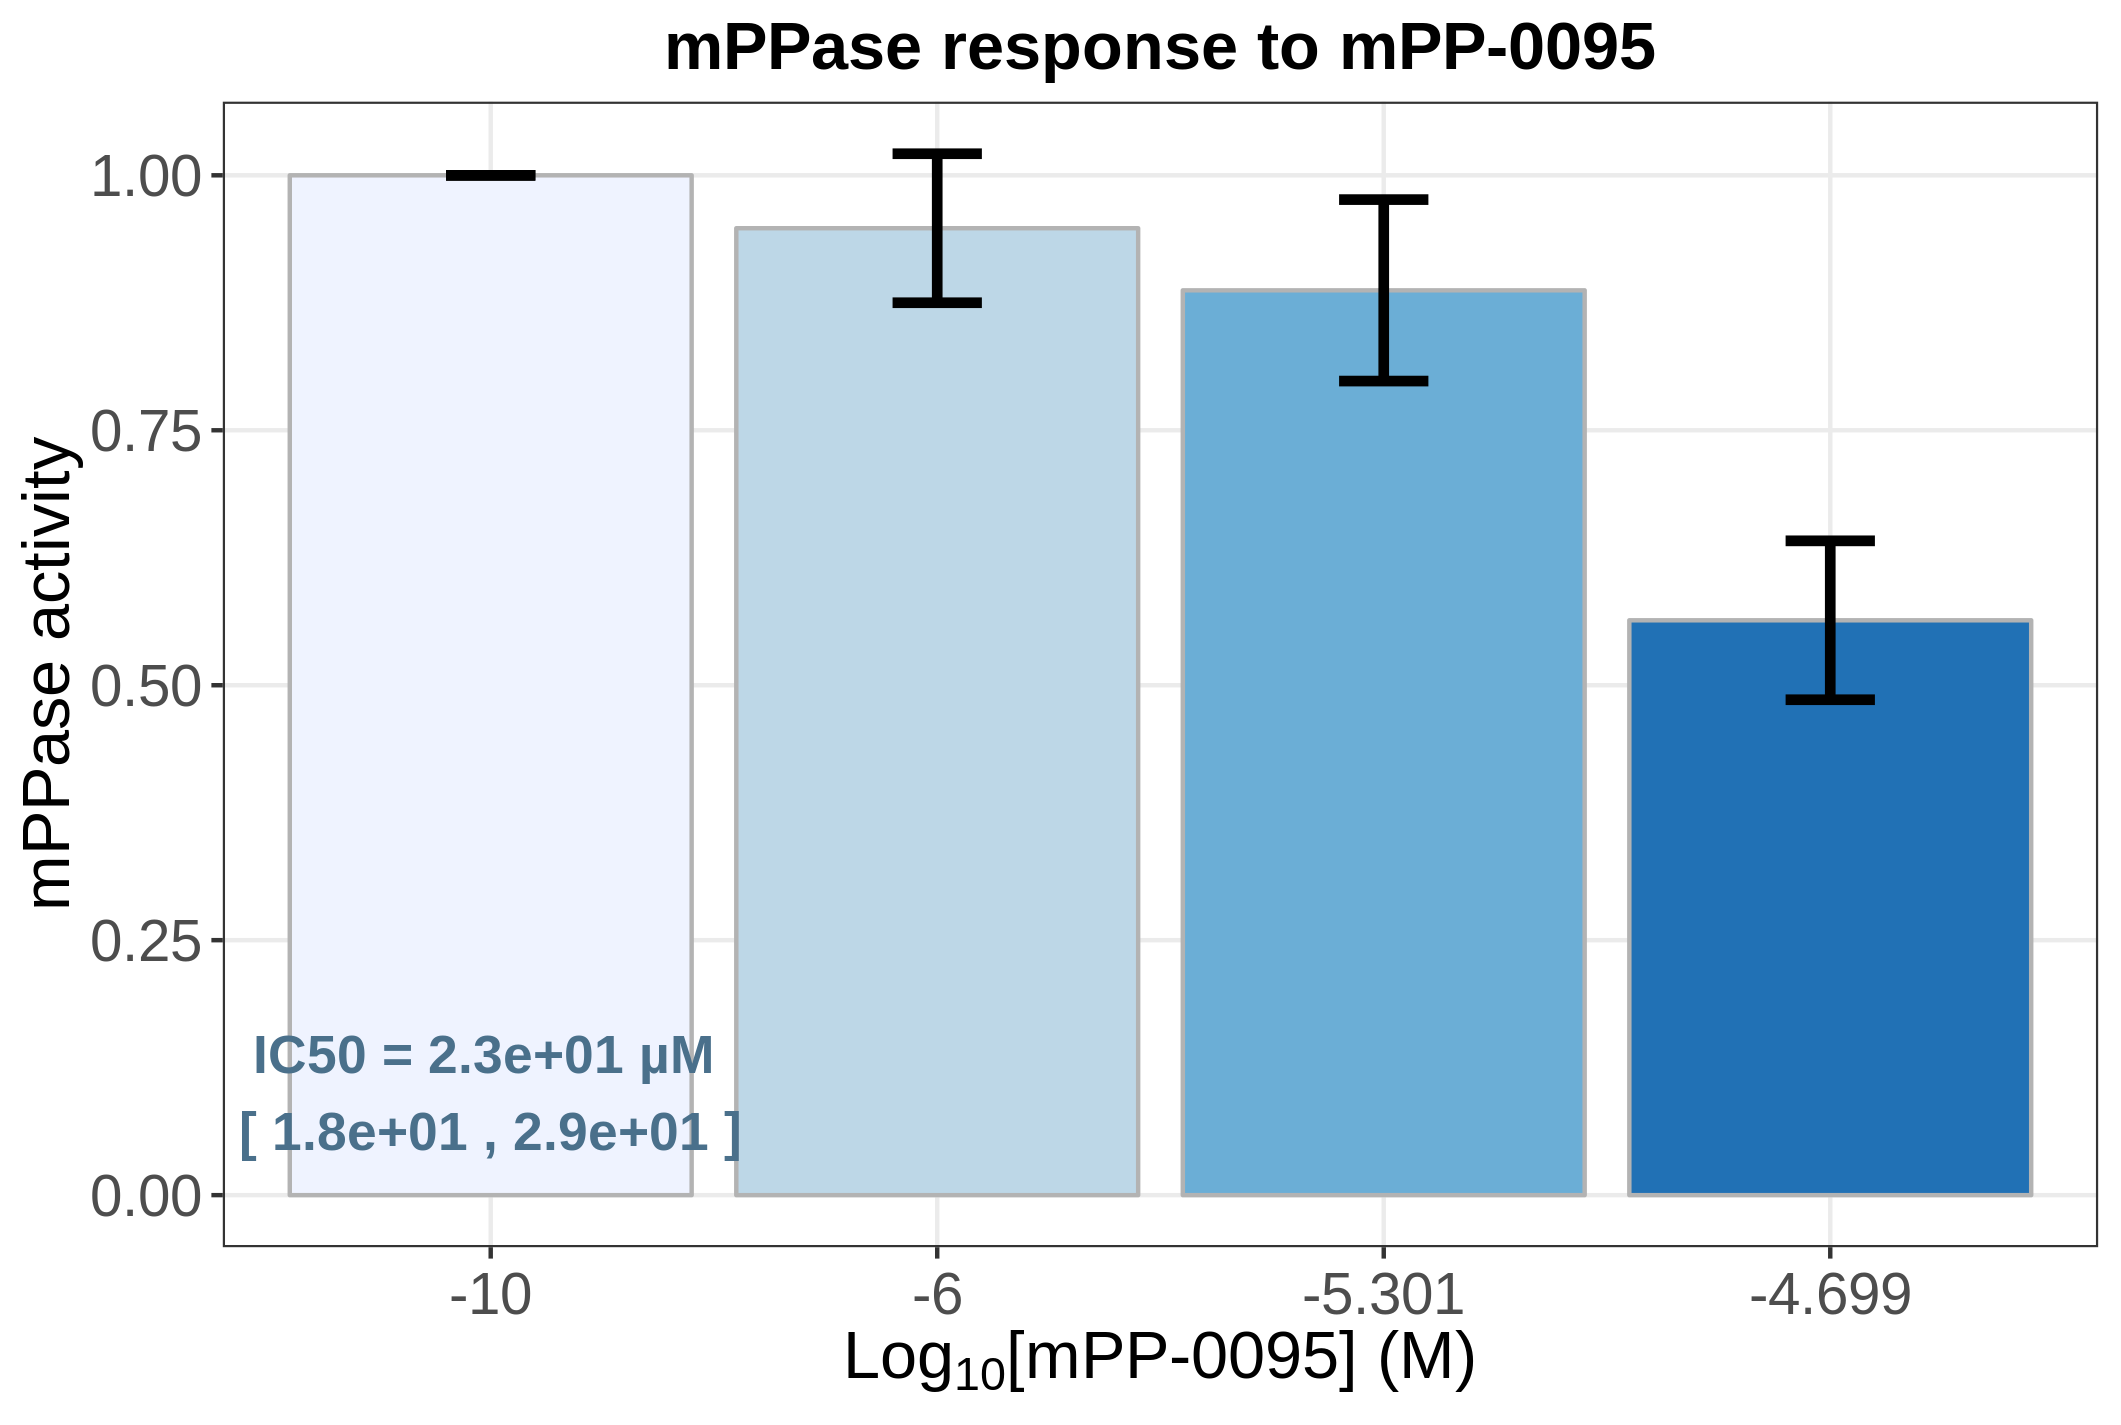 mPPase response to mPP-0095
mPPase activity
1.00
0.75
0.50
0.25
0.00
IC50 = 2.3e+01 µM
[ 1.8e+01 , 2.9e+01 ]
-10
-6
-5.301
-4.699
Log₁₀[mPP-0095] (M)